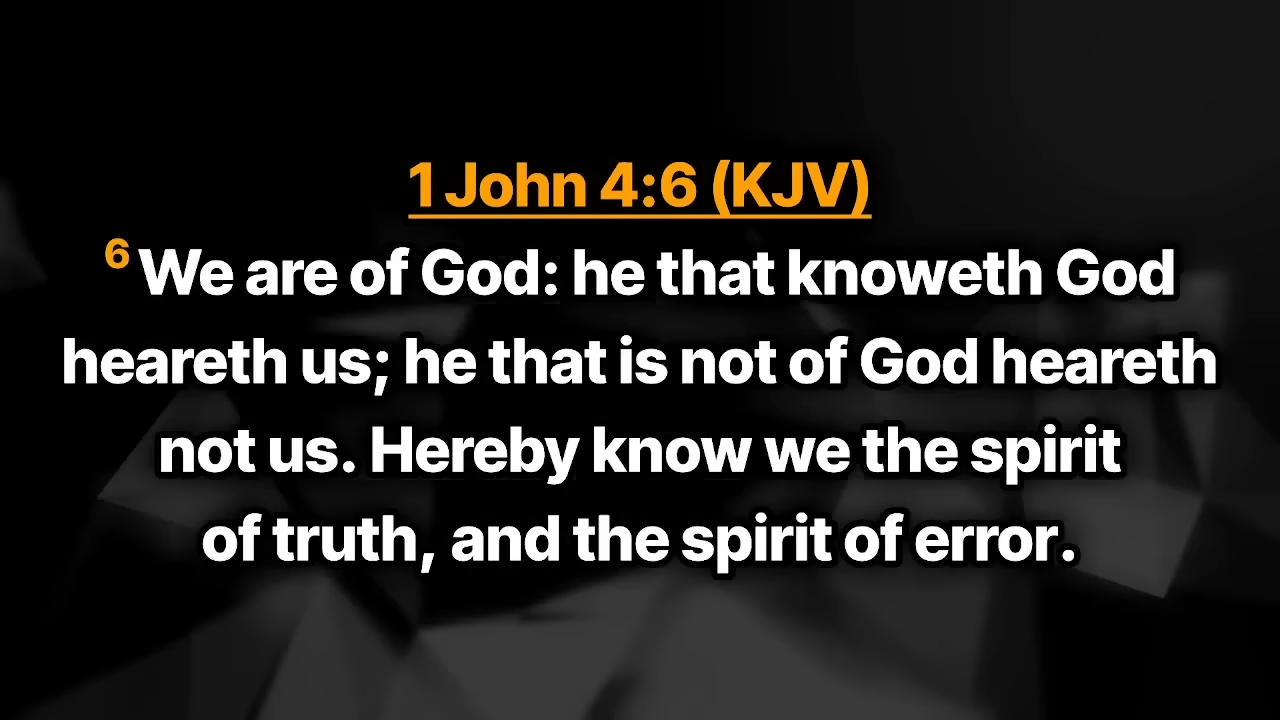 1 John 4:6 (KJV)
6 We are of God: he that knoweth God
heareth us; he that is not of God heareth
not us. Hereby know we the spirit
of truth, and the spirit of error.